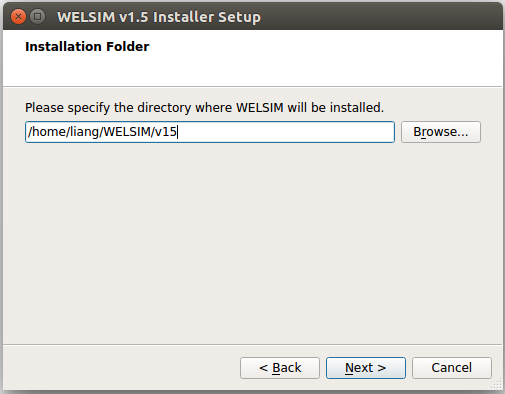 WELSIM v1.5 Installer Setup
Installation Folder
Please specify the directory where WELSIM will be installed.
/home/liang/WELSIM/v15
Browse...
< Back
Next >
Cancel